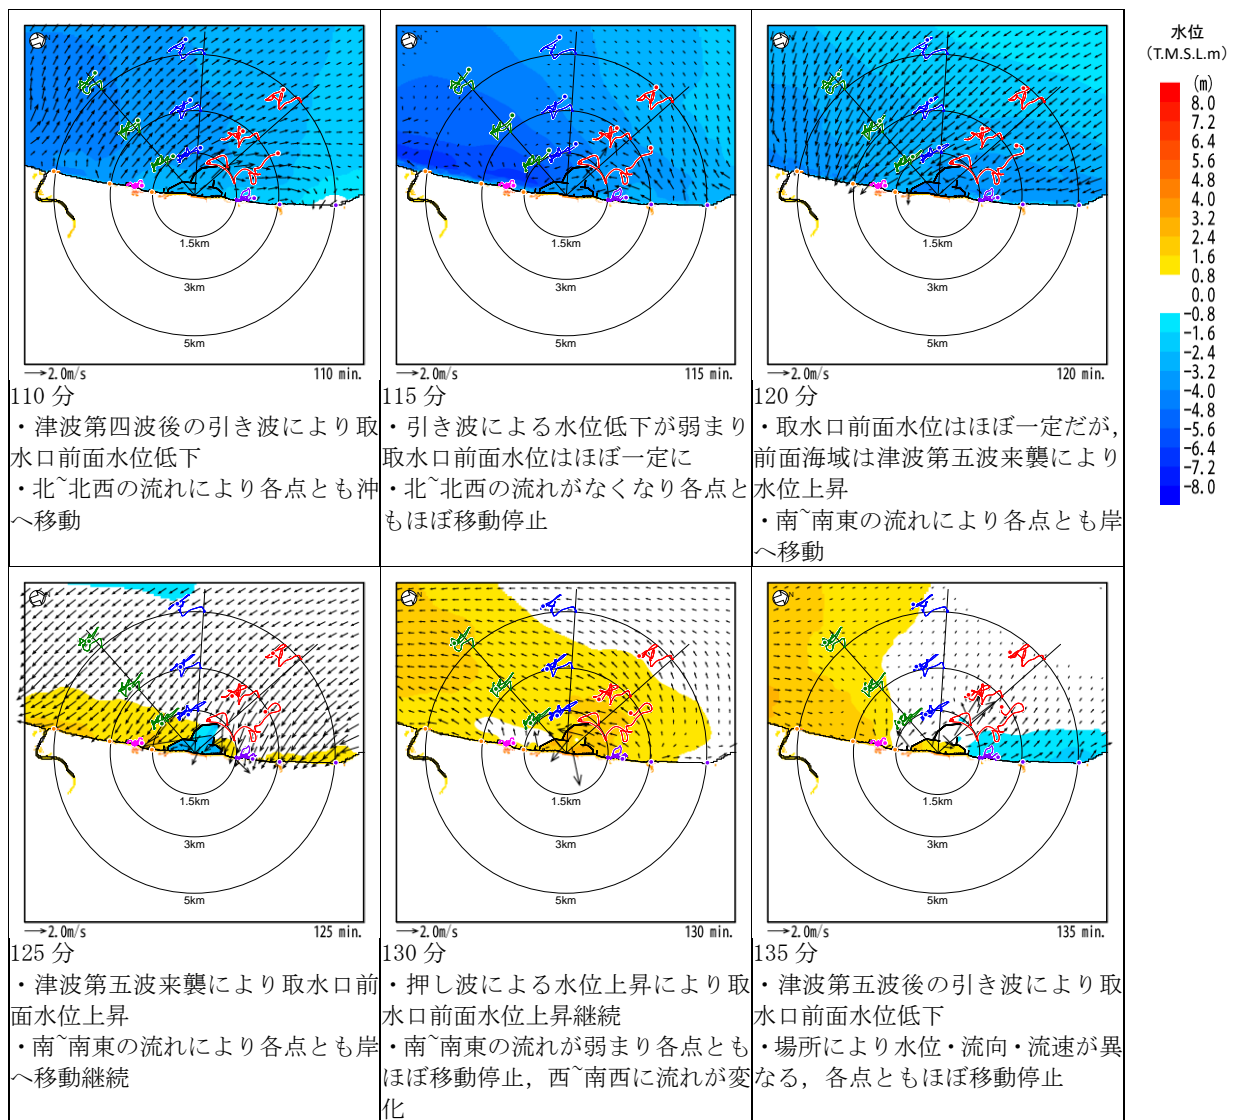 水位
(T.M.S.L.m)
(m)
8.0
7.2
6.4
5.6
4.8
4.0
3.2
2.4
1.6
0.8
0.0
-0.8
-1.6
-2.4
-3.2
-4.0
-4.8
-5.6
-6.4
-7.2
-8.0
N
1.5km
3km
5km
→2.0m/s 110 min.
110 分
・津波第四波後の引き波により取
水口前面水位低下
・北~北西の流れにより各点とも沖
へ移動
N
1.5km
3km
5km
→2.0m/s 115 min.
115 分
・引き波による水位低下が弱まり
取水口前面水位はほぼ一定に
・北~北西の流れがなくなり各点と
もほぼ移動停止
N
1.5km
3km
5km
→2.0m/s 120 min.
120 分
・取水口前面水位はほぼ一定だが,
前面海域は津波第五波来襲により
水位上昇
・南~南東の流れにより各点とも岸
へ移動
N
1.5km
3km
5km
→2.0m/s 125 min.
125 分
・津波第五波来襲により取水口前
面水位上昇
・南~南東の流れにより各点とも岸
へ移動継続
N
1.5km
3km
5km
→2.0m/s 130 min.
130 分
・押し波による水位上昇により取
水口前面水位上昇継続
・南~南東の流れが弱まり各点とも
ほぼ移動停止, 西~南西に流れが変
化
N
1.5km
3km
5km
→2.0m/s 135 min.
135 分
・津波第五波後の引き波により取
水口前面水位低下
・場所により水位・流向・流速が異
なる, 各点ともほぼ移動停止